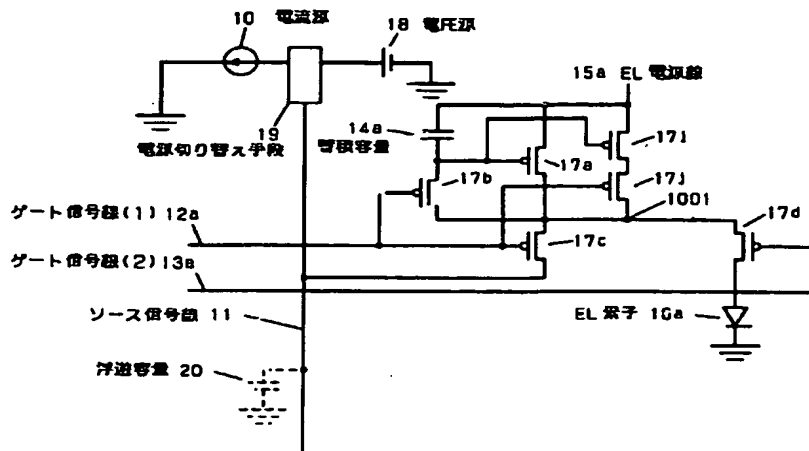 10 電流源
18 電圧源
15a EL 電源線
19
電源切り替え手段
14a
蓄積容量
17i
17a
17b
17j
1001
17d
17c
ゲート信号線(1) 12a
ゲート信号線(2) 13a
ソース信号線 11
EL 素子 16a
浮遊容量 20